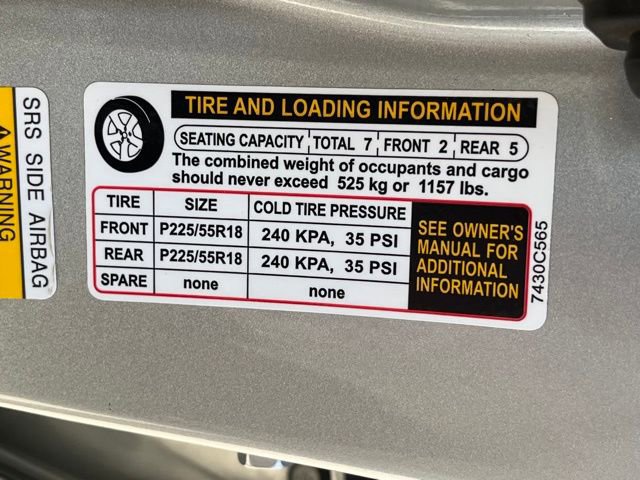 TIRE AND LOADING INFORMATION
SEATING CAPACITY TOTAL 7 FRONT 2 REAR 5
The combined weight of occupants and cargo
should never exceed 525 kg or 1157 lbs.
TIRE SIZE COLD TIRE PRESSURE
FRONT P225/55R18 240 KPA, 35 PSI
REAR P225/55R18 240 KPA, 35 PSI
SPARE none none
SEE OWNER'S
MANUAL FOR
ADDITIONAL
INFORMATION
7430C565
SRS SIDE AIRBAG
WARNING